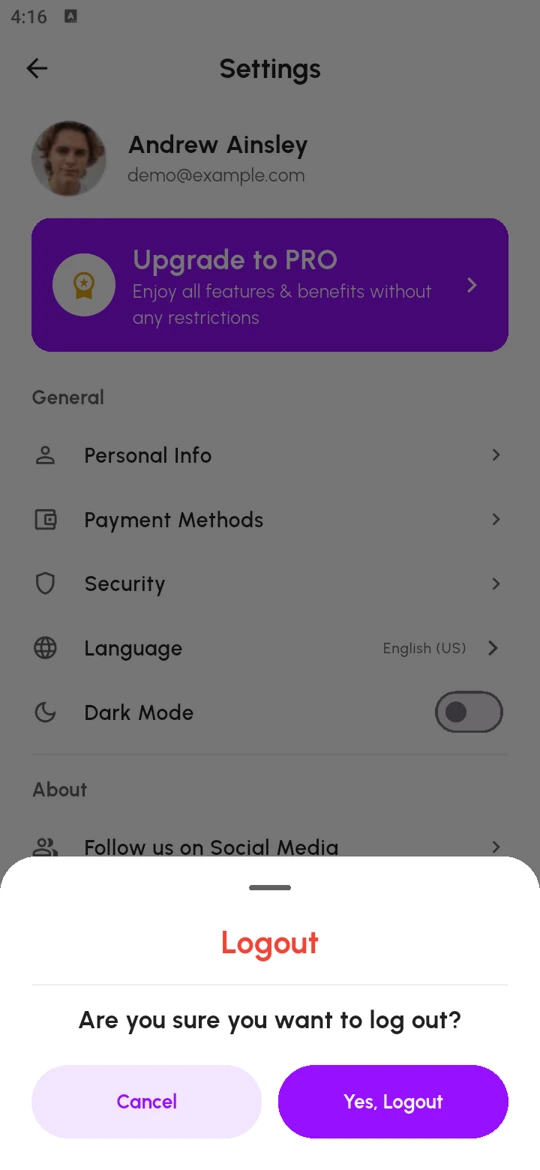 4:16
Settings
Andrew Ainsley
demo@example.com
Upgrade to PRO
Enjoy all features & benefits without
any restrictions
General
Personal Info
Payment Methods
Security
Language
English (US)
Dark Mode
About
Follow us on Social Media
Logout
Are you sure you want to log out?
Cancel
Yes, Logout